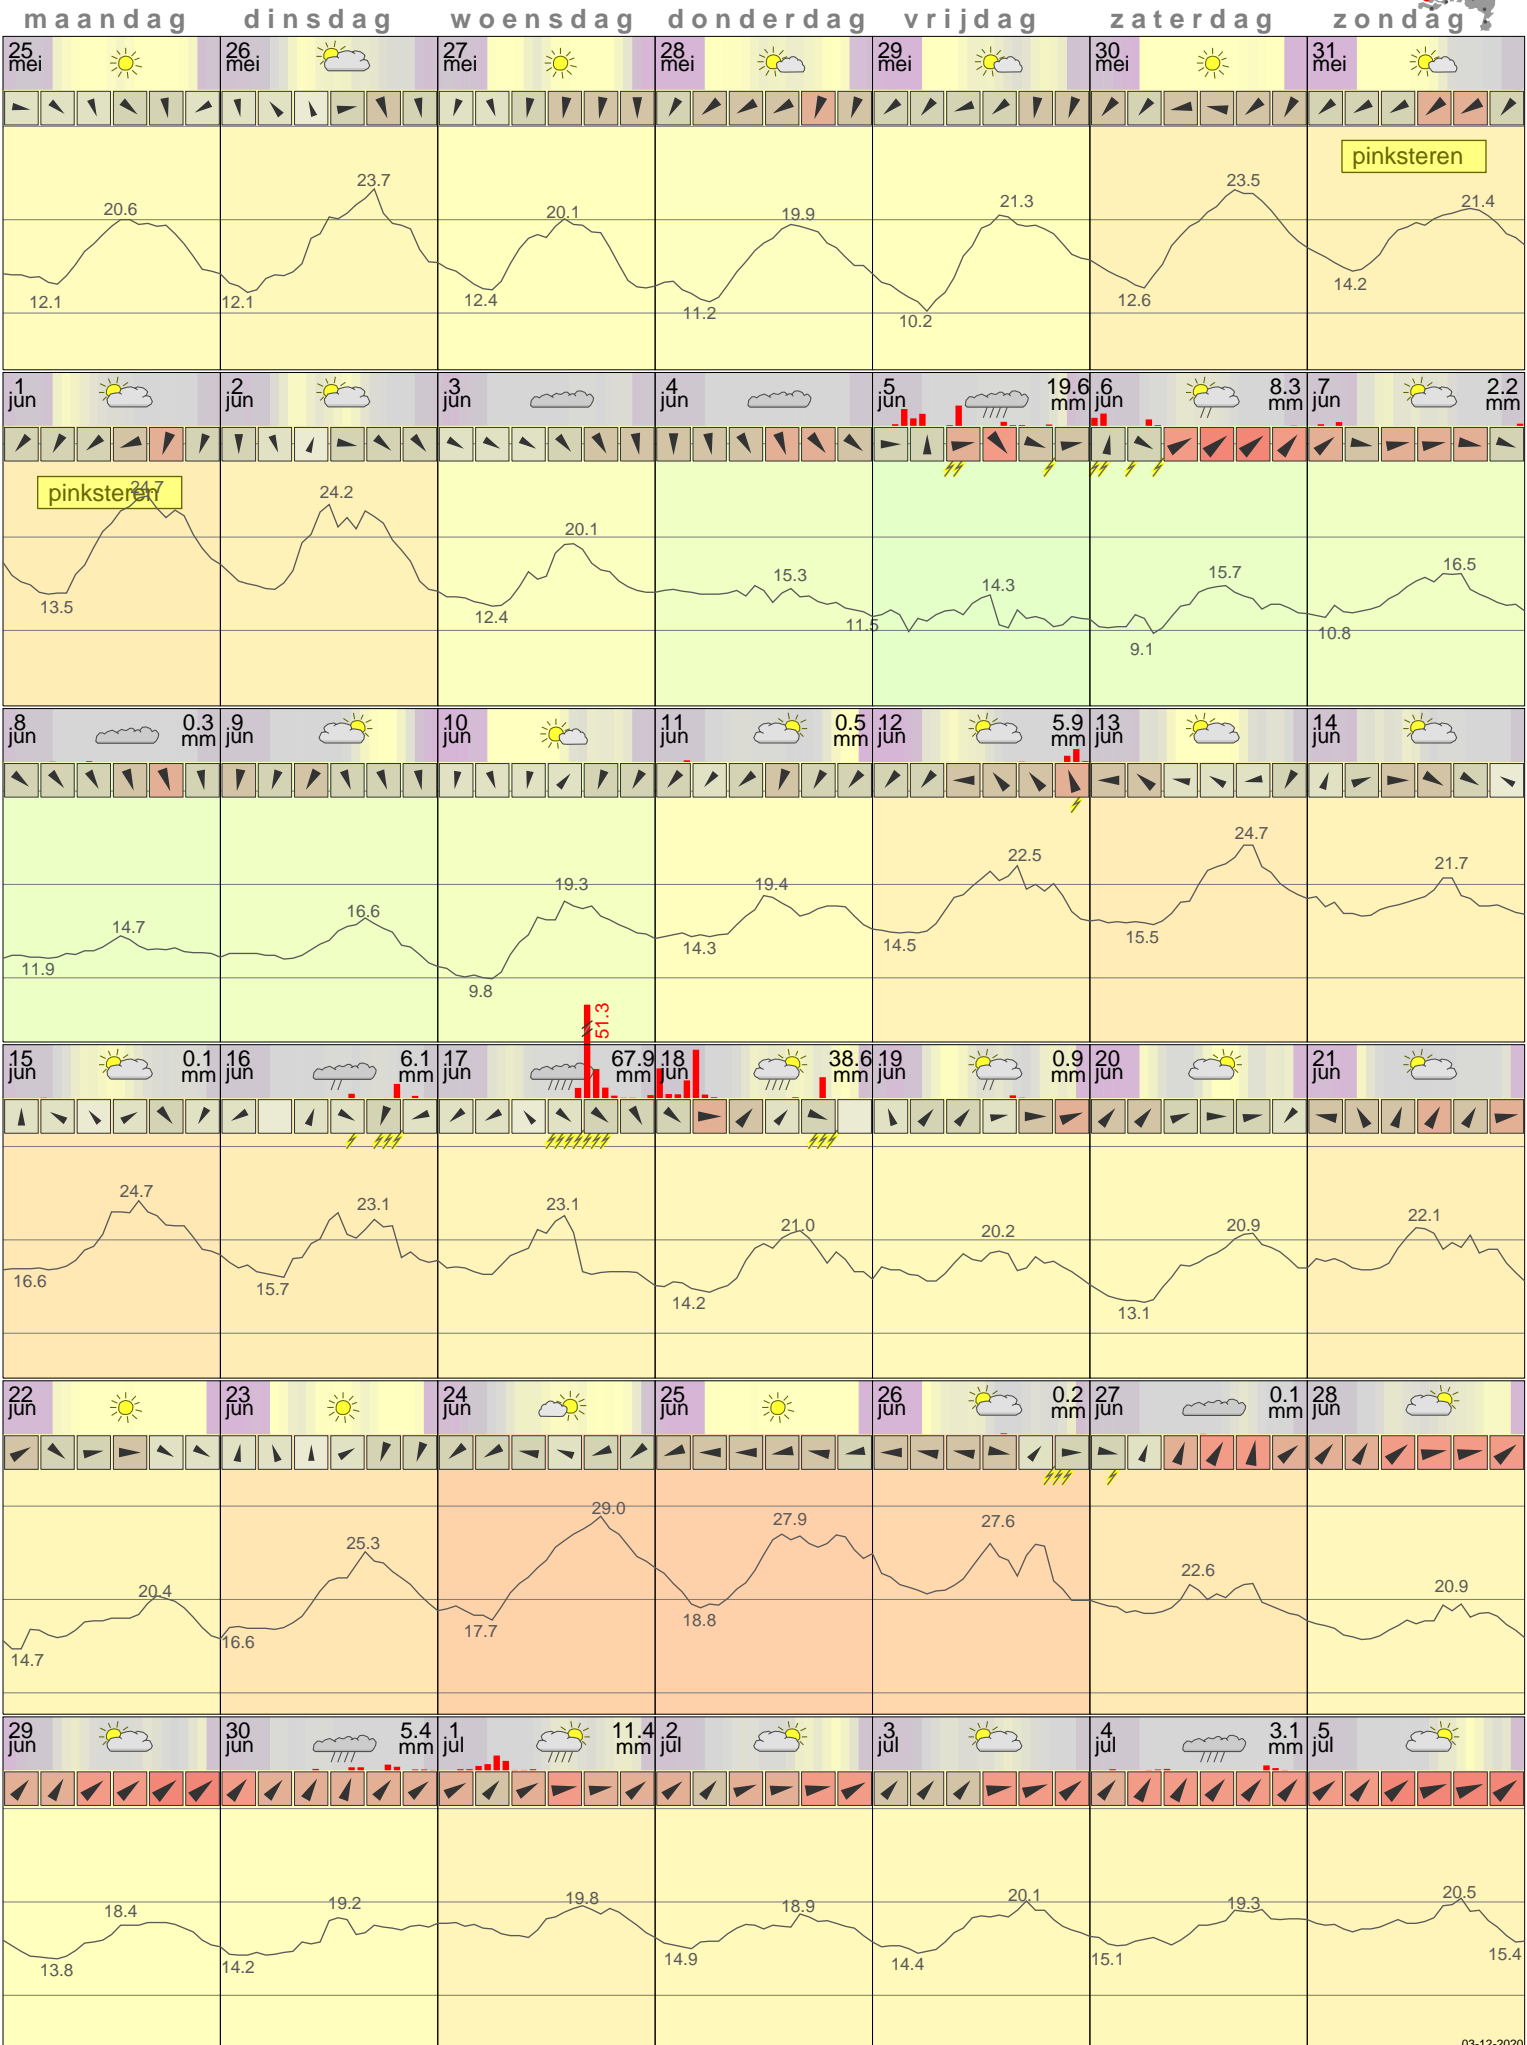 maandag dinsdag woensdag donderdag vrijdag zaterdag zondag
25 26 27 28 29 30 31
mei mei mei mei mei mei mei
pinksteren
20.6 23.7 20.1 19.9 21.3 23.5 21.4
12.1 12.1 12.4 11.2 10.2 12.6 14.2
.1 .2 .3 .4 .5 19.6 .6 8.3 .7 2.2
jun jun jun jun jun mm jun mm jun mm
pinksteren
24.7 24.2 20.1 15.3 14.3 15.7 16.5
13.5 12.4 11.5 9.1 10.8
.8 0.3 .9 10 11 0.5 12 5.9 13 14
jun mm jun jun jun mm jun mm jun jun
14.7 16.6 19.3 19.4 22.5 24.7 21.7
11.9 9.8 14.3 14.5 15.5
51.3
15 0.1 16 6.1 17 67.9 18 38.6 19 0.9 20 21
jun mm jun mm jun mm jun mm jun mm jun jun
24.7 23.1 23.1 21.0 20.2 20.9 22.1
16.6 15.7 14.2 13.1
22 23 24 25 26 0.2 27 0.1 28
jun jun jun jun jun mm jun mm jun
20.4 25.3 29.0 27.9 27.6 22.6 20.9
14.7 16.6 17.7 18.8
29 30 5.4 .1 11.4 .2 .3 .4 3.1 .5
jun jun mm jul mm jul jul jul mm jul
18.4 19.2 19.8 18.9 20.1 19.3 20.5
13.8 14.2 14.9 14.4 15.1 15.4
03-12-2020